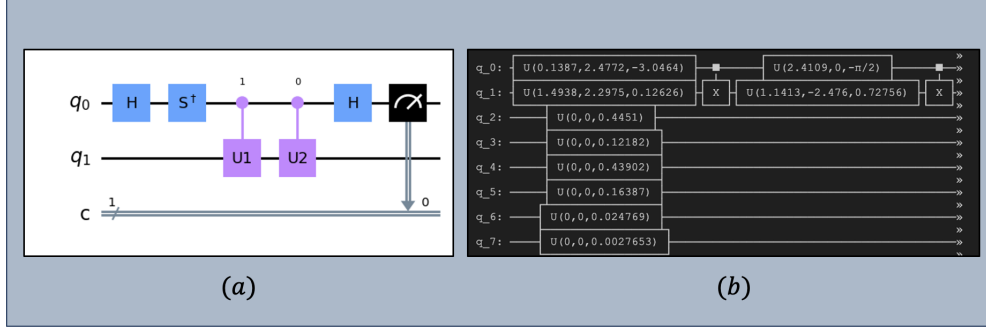 1 0
q0 H S† H
q1 U1 U2
c 1 0
(a)
q_0: U(0.1387,2.4772,-3.0464) U(2.4109,0,-π/2) »
q_1: U(1.4938,2.2975,0.12626) X U(1.1413,-2.476,0.72756) X »
q_2: U(0,0,0.4451) »
q_3: U(0,0,0.12182) »
q_4: U(0,0,0.43902) »
q_5: U(0,0,0.16387) »
q_6: U(0,0,0.024769) »
q_7: U(0,0,0.0027653) »
(b)